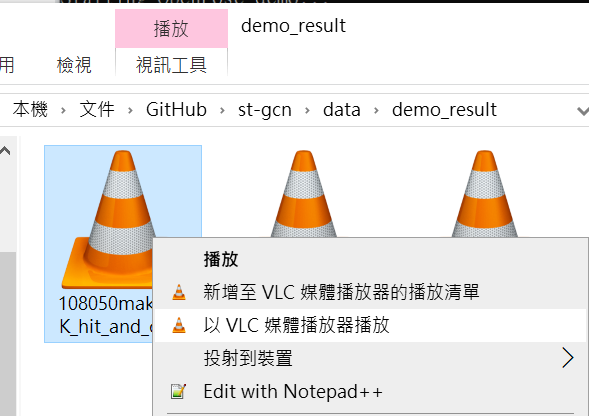 播放
demo_result
用
檢視
視訊工具
本機 › 文件 › GitHub › st-gcn › data › demo_result
108050mak
K_hit_and_
播放
新增至 VLC 媒體播放器的播放清單
以 VLC 媒體播放器播放
投射到裝置
Edit with Notepad++